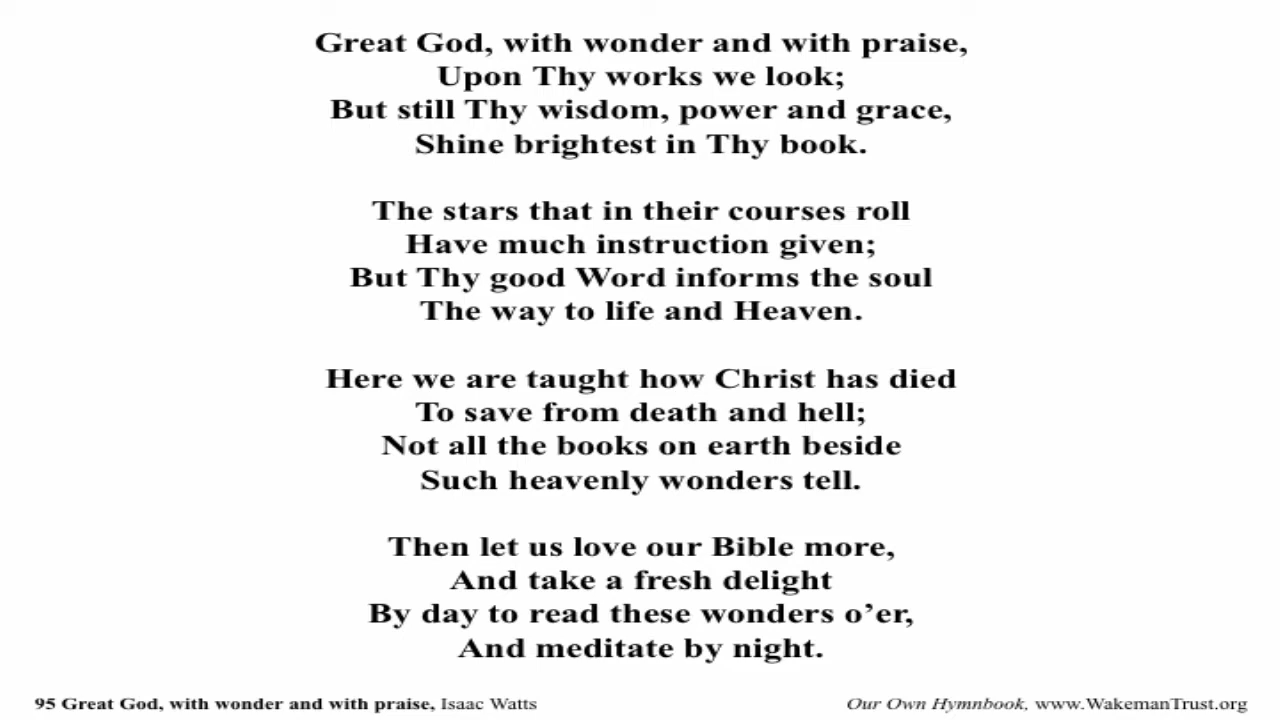 Great God, with wonder and with praise,
Upon Thy works we look;
But still Thy wisdom, power and grace,
Shine brightest in Thy book.
The stars that in their courses roll
Have much instruction given;
But Thy good Word informs the soul
The way to life and Heaven.
Here we are taught how Christ has died
To save from death and hell;
Not all the books on earth beside
Such heavenly wonders tell.
Then let us love our Bible more,
And take a fresh delight
By day to read these wonders o’er,
And meditate by night.
95 Great God, with wonder and with praise, Isaac Watts
Our Own Hymnbook, www.WakemanTrust.org